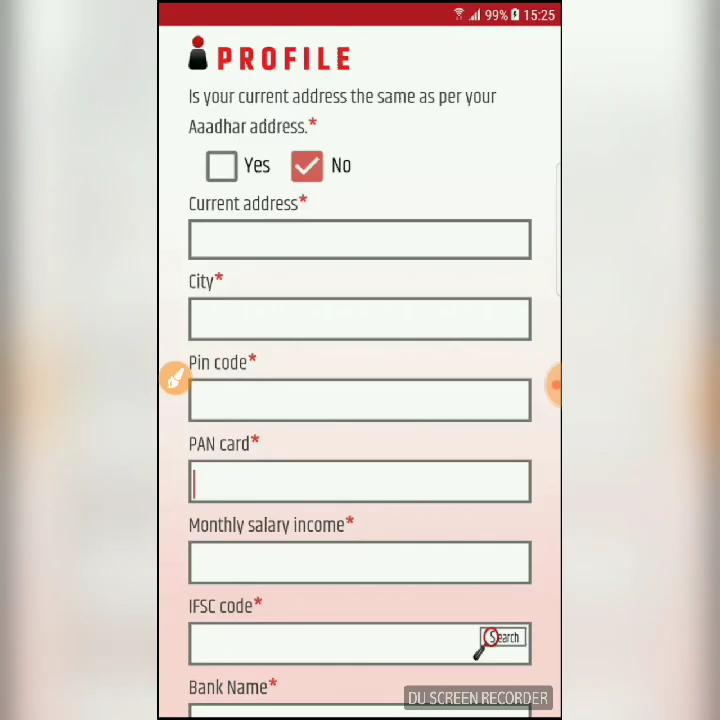 99% 15:25
PROFILE
Is your current address the same as per your
Aaadhar address.*
Yes No
Current address*
City*
Pin code*
PAN card*
Monthly salary income*
IFSC code*
Search
Bank Name*
DU SCREEN RECORDER